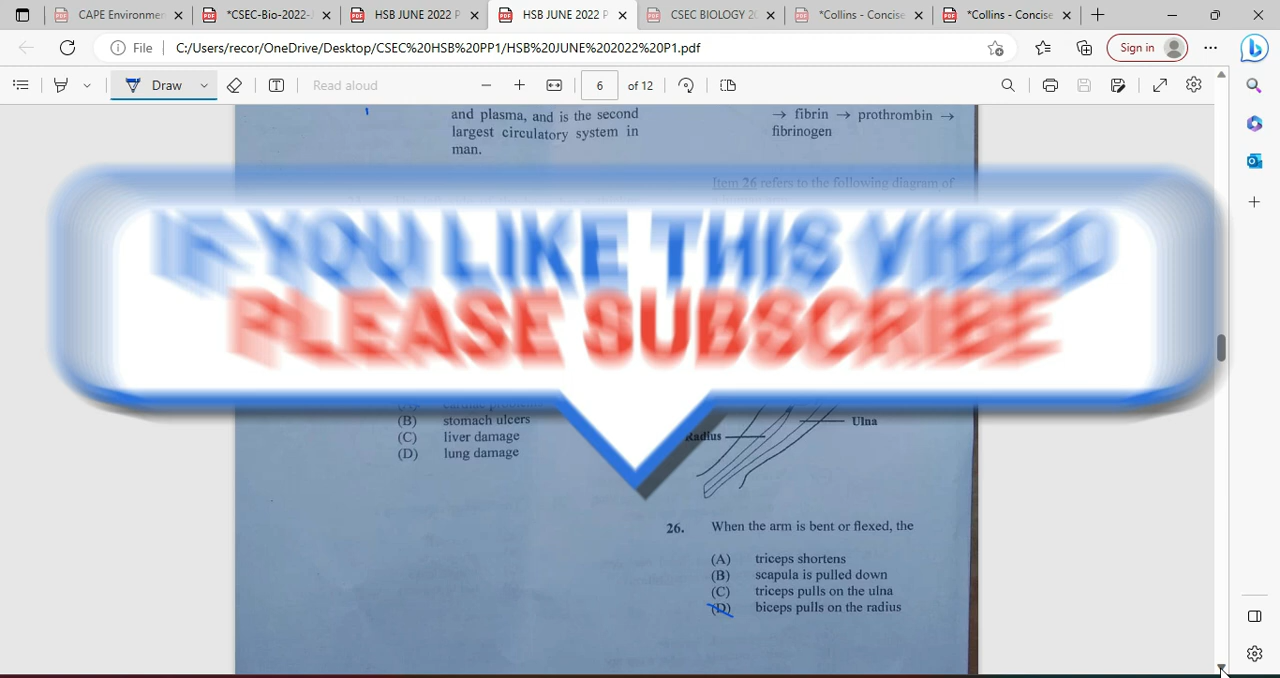 CAPE Environmen
*CSEC-Bio-2022-
HSB JUNE 2022 P
HSB JUNE 2022 P
CSEC BIOLOGY 20
*Collins - Concise
*Collins - Concise
File
C:/Users/recor/OneDrive/Desktop/CSEC%20HSB%20PP1/HSB%20JUNE%202022%20P1.pdf
Sign in
Draw
Read aloud
6 of 12
and plasma, and is the second
largest circulatory system in
man.
→ fibrin → prothrombin →
fibrinogen
Item 26 refers to the following diagram of
IF YOU LIKE THIS VIDEO
PLEASE SUBSCRIBE
(B) stomach ulcers
(C) liver damage
(D) lung damage
Ulna
Radius
26. When the arm is bent or flexed, the
(A) triceps shortens
(B) scapula is pulled down
(C) triceps pulls on the ulna
(D) biceps pulls on the radius